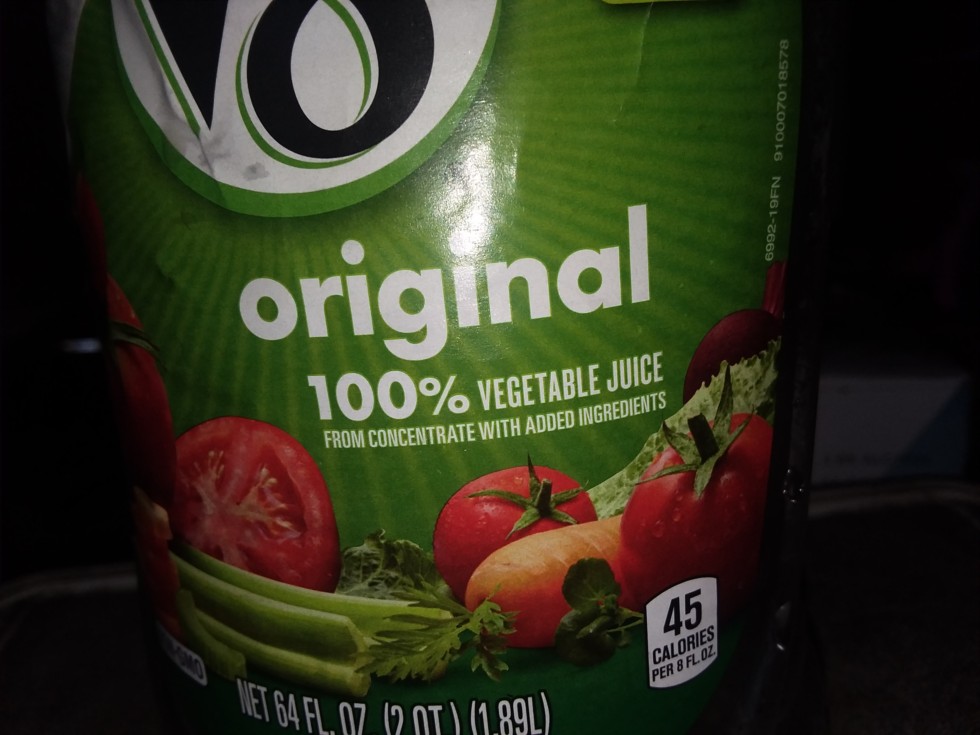 V8
original
100% VEGETABLE JUICE
FROM CONCENTRATE WITH ADDED INGREDIENTS
45
CALORIES
PER 8 FL. OZ.
NET 64 FL. OZ. (2 QT.) (1.89L)
6992-19FN 910007018578